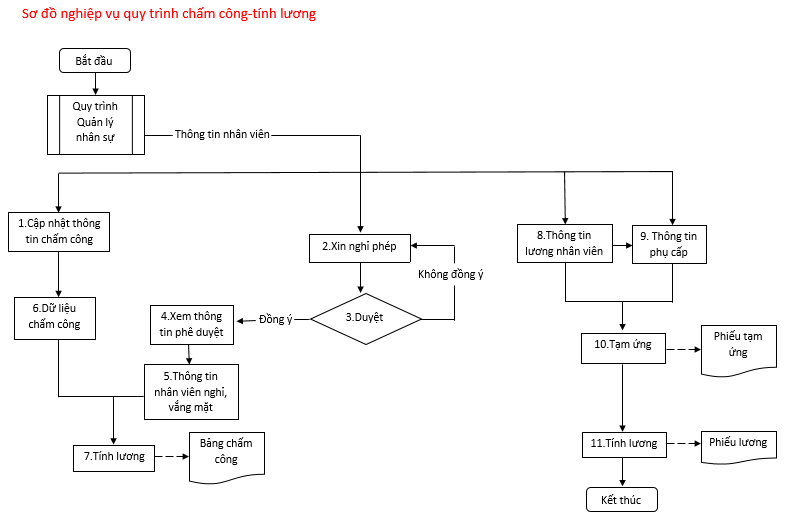 Sơ đồ nghiệp vụ quy trình chấm công-tính lương
Bắt đầu
Quy trình
Quản lý
nhân sự
Thông tin nhân viên
1.Cập nhật thông
tin chấm công
2.Xin nghỉ phép
8.Thông tin
lương nhân viên
9. Thông tin
phụ cấp
Không đồng ý
6.Dữ liệu
chấm công
4.Xem thông
tin phê duyệt
Đồng ý
3.Duyệt
10.Tạm ứng
Phiếu tạm
ứng
5.Thông tin
nhân viên nghỉ,
vắng mặt
7.Tính lương
Bảng chấm
công
11.Tính lương
Phiếu lương
Kết thúc